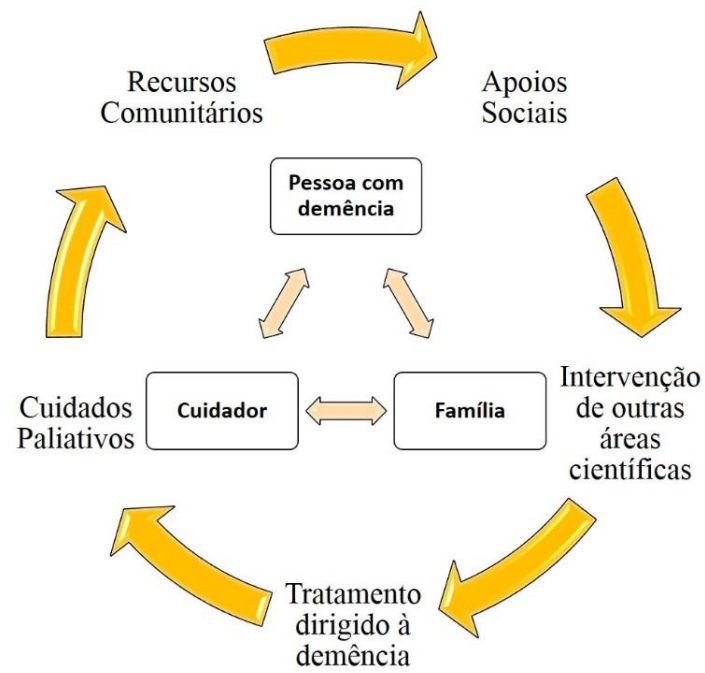 Recursos
Comunitários
Apoios
Sociais
Pessoa com
demência
Cuidados
Paliativos
Cuidador
Família
Intervenção
de outras
áreas
científicas
Tratamento
dirigido à
demência